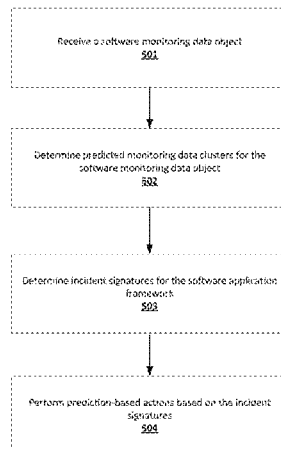 Receive a software monitoring data object
501
Determine predicted monitoring data clusters for the
software monitoring data object
502
Determine incident signatures for the software application
framework
503
Perform prediction-based actions based on the incident
signatures
504